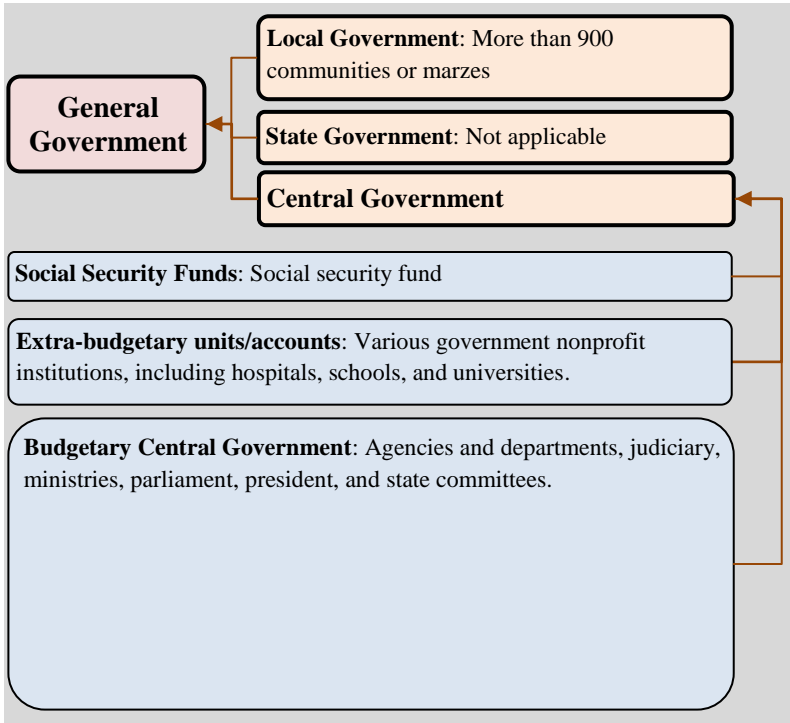 Local Government: More than 900
communities or marzes
General
Government
State Government: Not applicable
Central Government
Social Security Funds: Social security fund
Extra-budgetary units/accounts: Various government nonprofit
institutions, including hospitals, schools, and universities.
Budgetary Central Government: Agencies and departments, judiciary,
ministries, parliament, president, and state committees.